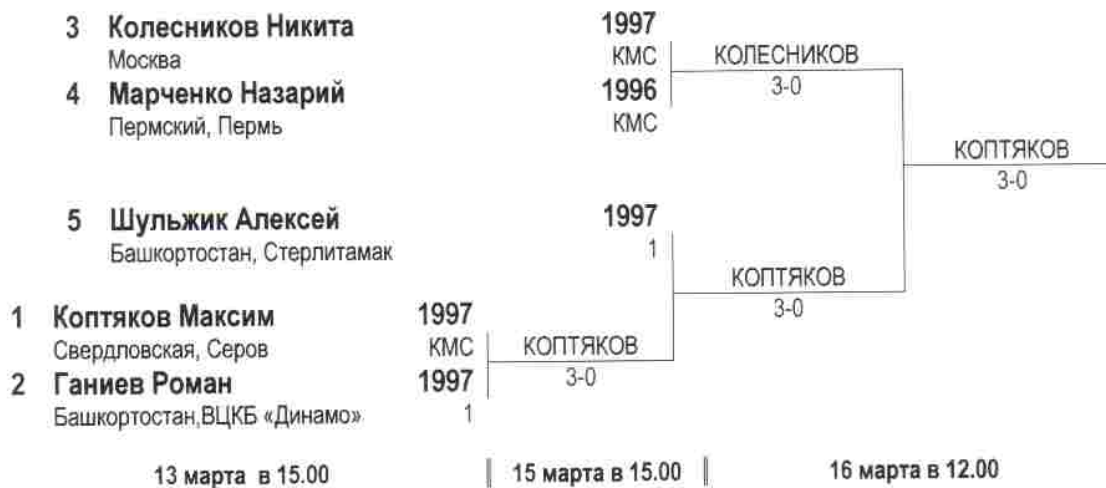 3 Колесников Никита 1997
Москва КМС КОЛЕСНИКОВ
4 Марченко Назарий 1996 3-0
Пермский, Пермь КМС
КОПТЯКОВ
3-0
5 Шульжик Алексей 1997
Башкортостан, Стерлитамак 1
КОПТЯКОВ
3-0
1 Коптяков Максим 1997
Свердловская, Серов КМС КОПТЯКОВ
2 Ганиев Роман 1997 3-0
Башкортостан,ВЦКБ «Динамо» 1
13 марта в 15.00 15 марта в 15.00 16 марта в 12.00